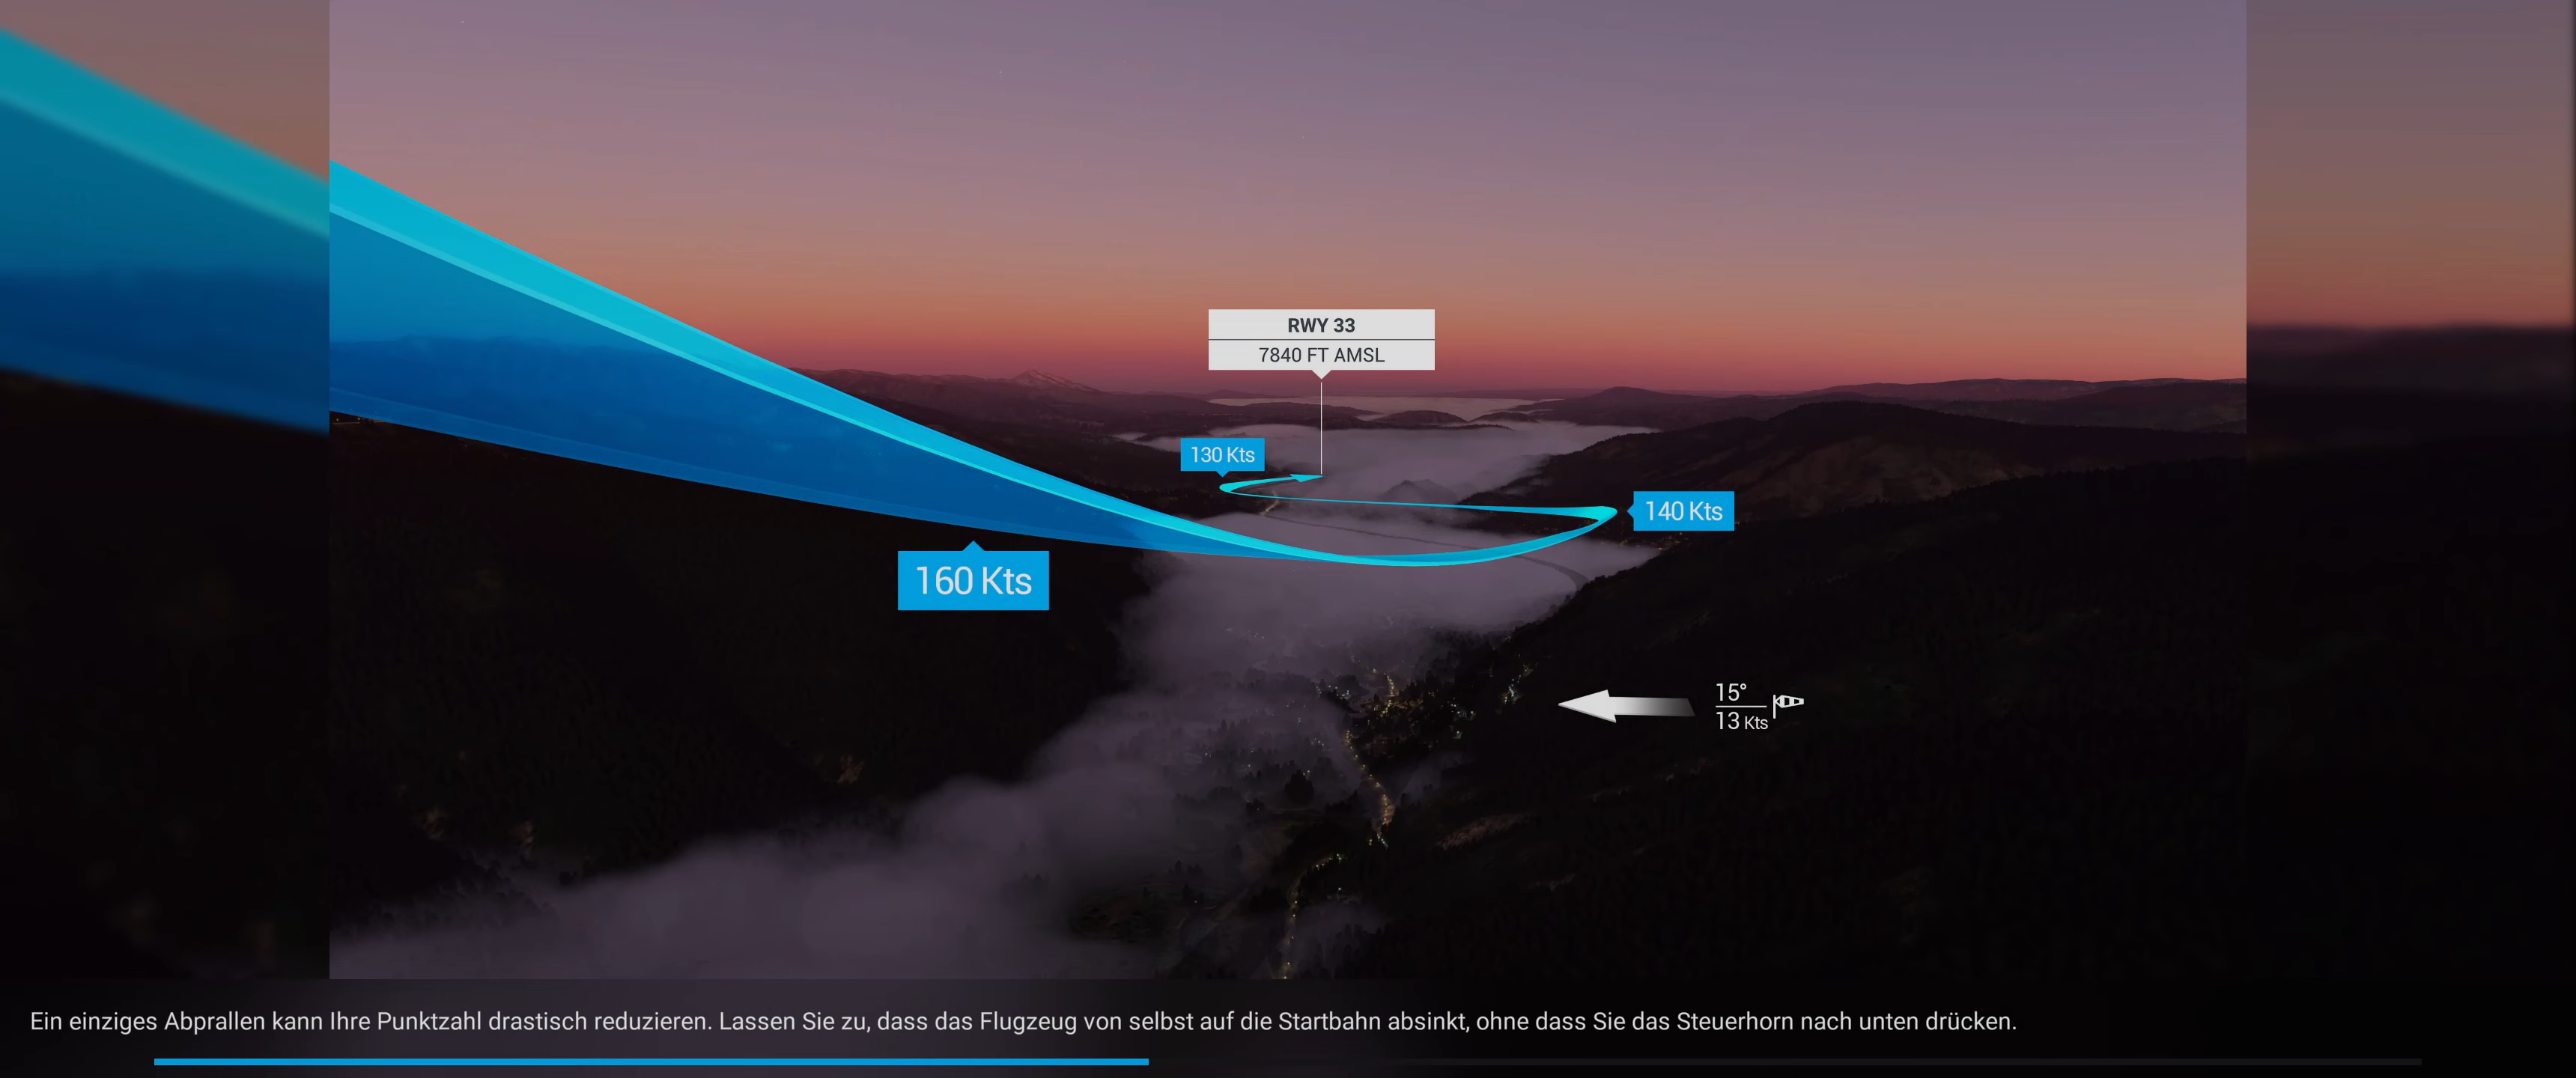 RWY 33
7840 FT AMSL
130 Kts
140 Kts
160 Kts
15°
13 Kts
Ein einziges Abprallen kann Ihre Punktzahl drastisch reduzieren. Lassen Sie zu, dass das Flugzeug von selbst auf die Startbahn absinkt, ohne dass Sie das Steuerhorn nach unten drücken.